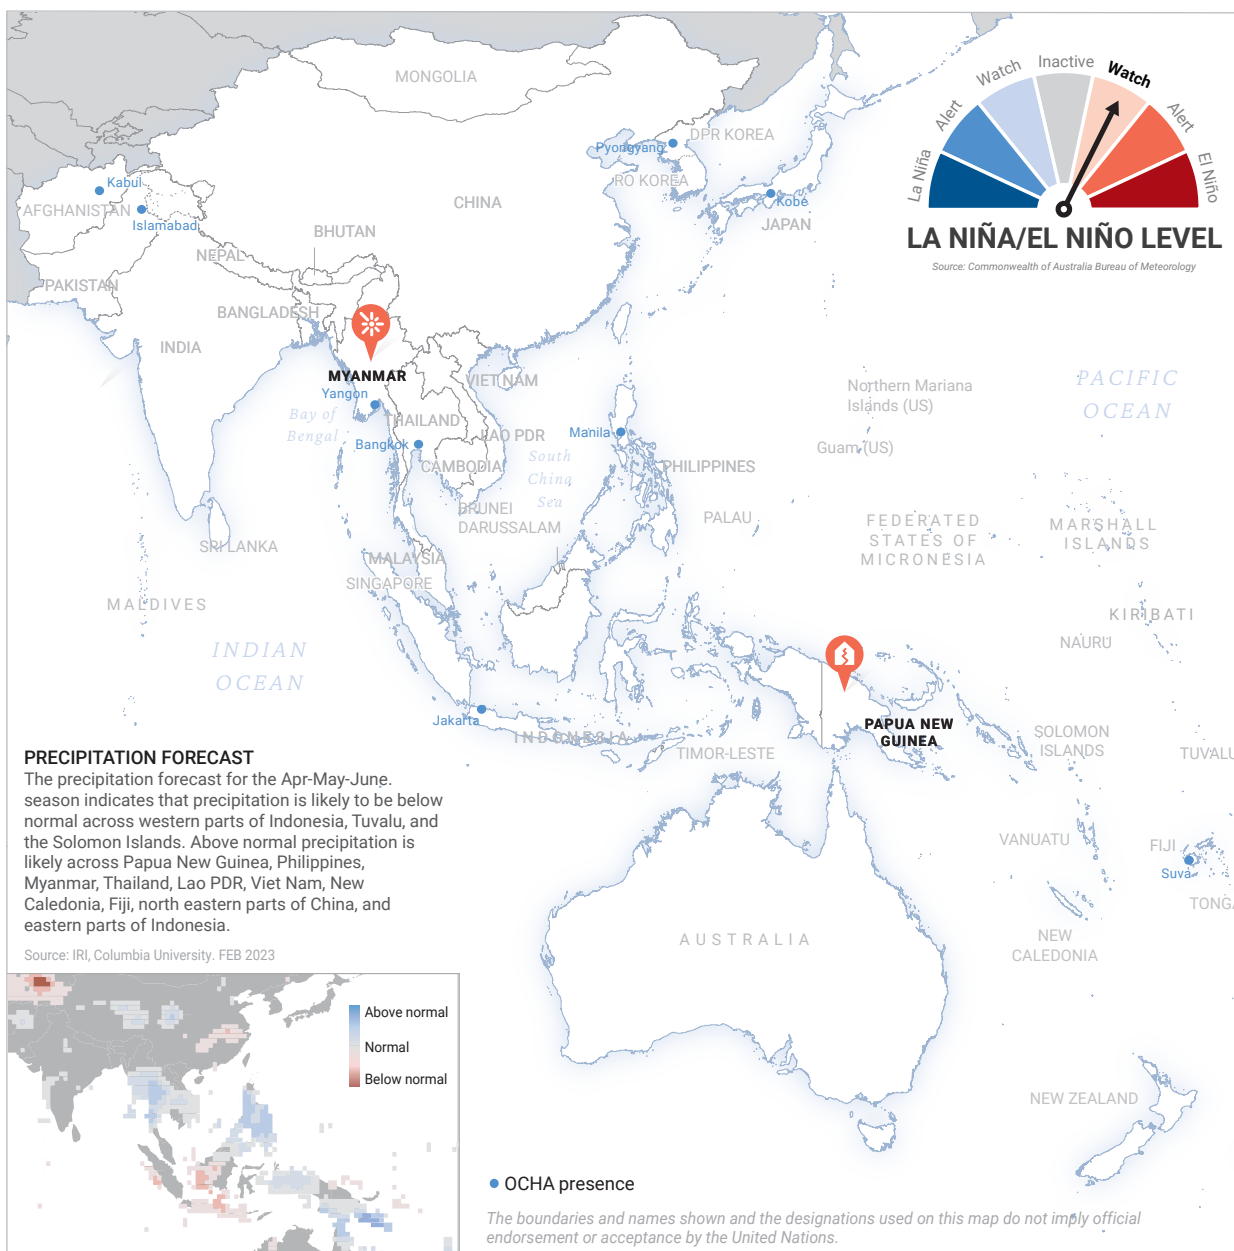 MONGOLIA
DPR KOREA
Pyongyang
RO KOREA
Kobe
JAPAN
CHINA
Kabul
AFGHANISTAN
Islamabad
BHUTAN
NEPAL
PAKISTAN
BANGLADESH
INDIA
MYANMAR
Yangon
VIET NAM
Bay of
Bengal
THAILAND
LAO PDR
Bangkok
CAMBODIA
South
China
Sea
Manila
PHILIPPINES
BRUNEI
DARUSSALAM
SRI LANKA
MALAYSIA
SINGAPORE
MALDIVES
INDIAN
OCEAN
Jakarta
INDONESIA
TIMOR-LESTE
PAPUA NEW
GUINEA
Northern Mariana
Islands (US)
Guam (US)
PACIFIC
OCEAN
PALAU
FEDERATED
STATES OF
MICRONESIA
MARSHALL
ISLANDS
KIRIBATI
NAURU
SOLOMON
ISLANDS
TUVALU
VANUATU
FIJI
Suva
TONGA
NEW
CALEDONIA
AUSTRALIA
NEW ZEALAND
La Niña
Alert
Watch
Inactive
Watch
Alert
El Niño
LA NIÑA/EL NIÑO LEVEL
Source: Commonwealth of Australia Bureau of Meteorology
PRECIPITATION FORECAST
The precipitation forecast for the Apr-May-June.
season indicates that precipitation is likely to be below
normal across western parts of Indonesia, Tuvalu, and
the Solomon Islands. Above normal precipitation is
likely across Papua New Guinea, Philippines,
Myanmar, Thailand, Lao PDR, Viet Nam, New
Caledonia, Fiji, north eastern parts of China, and
eastern parts of Indonesia.
Source: IRI, Columbia University. FEB 2023
Above normal
Normal
Below normal
OCHA presence
The boundaries and names shown and the designations used on this map do not imply official
endorsement or acceptance by the United Nations.